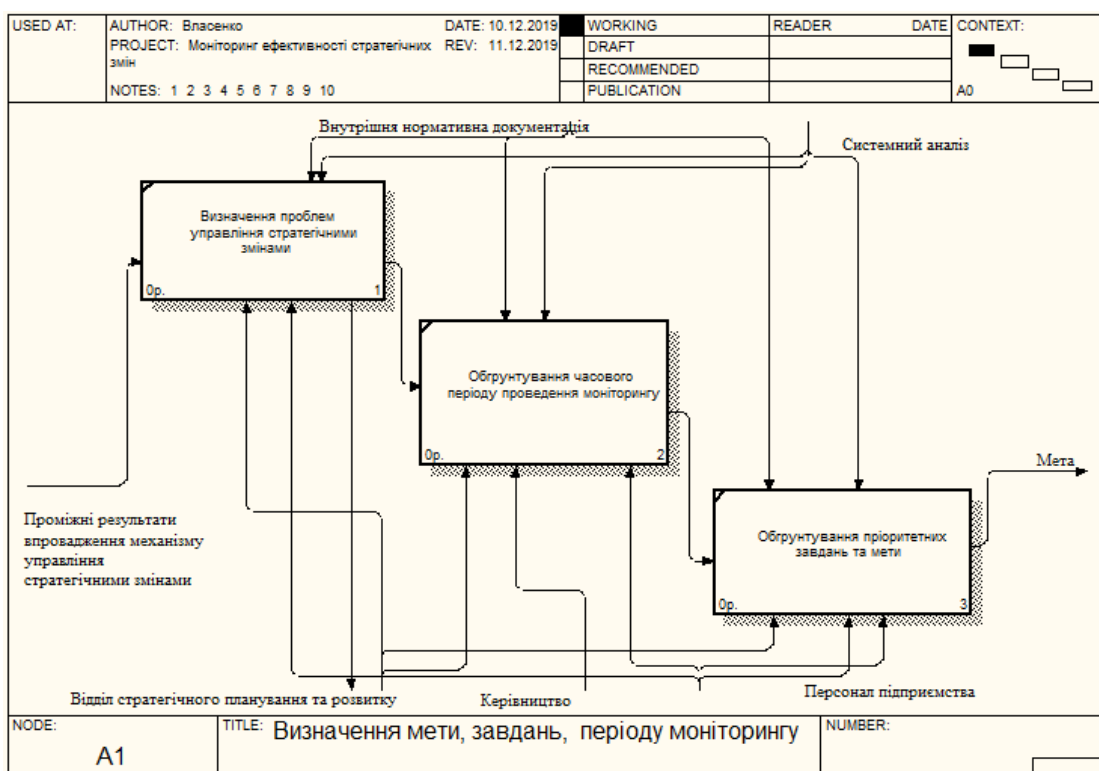 USED AT:
AUTHOR: Власенко
DATE: 10.12.2019
WORKING
READER
DATE
CONTEXT:
PROJECT: Моніторинг ефективності стратегічних
REV: 11.12.2019
DRAFT
змін
RECOMMENDED
NOTES: 1 2 3 4 5 6 7 8 9 10
PUBLICATION
A0
Внутрішня нормативна документація
Системний аналіз
Визначення проблем
управління стратегічними
змінами
0р.
1
Обгрунтування часового
періоду проведення моніторингу
0р.
2
Мета
Проміжні результати
впровадження механізму
управління
стратегічними змінами
Обгрунтування пріоритетних
завдань та мети
0р.
3
Відділ стратегічного планування та розвитку
Керівництво
Персонал підприємства
NODE:
A1
TITLE: Визначення мети, завдань, періоду моніторингу
NUMBER: